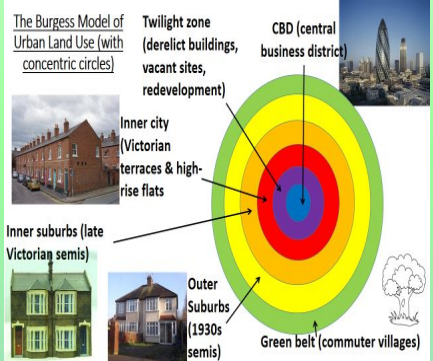 The Burgess Model of
Urban Land Use (with
concentric circles)
Twilight zone
(derelict buildings,
vacant sites,
redevelopment)
CBD (central
business district)
Inner city
(Victorian
terraces & high-
rise flats
Inner suburbs (late
Victorian semis)
Outer
Suburbs
(1930s
semis)
Green belt (commuter villages)